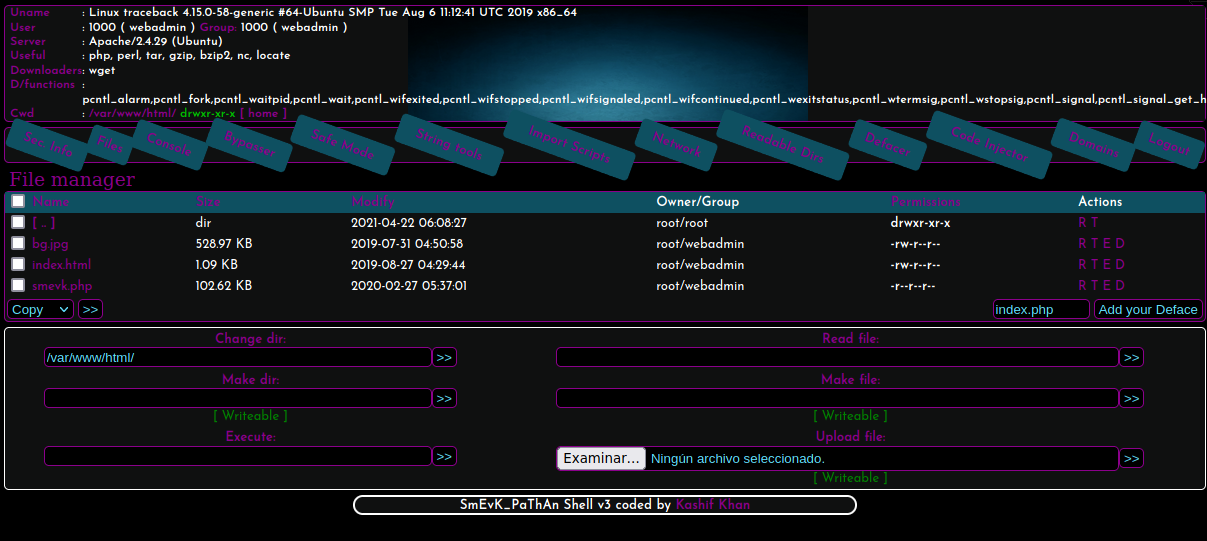 Uname : Linux traceback 4.15.0-58-generic #64-Ubuntu SMP Tue Aug 6 11:12:41 UTC 2019 x86_64
User : 1000 ( webadmin ) Group: 1000 ( webadmin )
Server : Apache/2.4.29 (Ubuntu)
Useful : php, perl, tar, gzip, bzip2, nc, locate
Downloaders : wget
D/functions :
pcntl_alarm,pcntl_fork,pcntl_waitpid,pcntl_wait,pcntl_wifexited,pcntl_wifstopped,pcntl_wifsignaled,pcntl_wifcontinued,pcntl_wexitstatus,pcntl_wtermsig,pcntl_wstopsig,pcntl_signal,pcntl_signal_get_h
Cwd : /var/www/html/ drwxr-xr-x [ home ]
Sec. Info Files Console Bypasser Safe Mode String tools Import Scripts Network Readable Dirs Defacer Code Injector Domains Logout
File manager
Name Size Modify Owner/Group Permissions Actions
[ .. ] dir 2021-04-22 06:08:27 root/root drwxr-xr-x R T
bg.jpg 528.97 KB 2019-07-31 04:50:58 root/webadmin -rw-r--r-- R T E D
index.html 1.09 KB 2019-08-27 04:29:44 root/webadmin -rw-r--r-- R T E D
smevk.php 102.62 KB 2020-02-27 05:37:01 root/webadmin -r--r--r-- R T E D
Copy >> index.php Add your Deface
Change dir: Read file:
/var/www/html/ >> >>
Make dir: Make file:
>> >>
[ Writeable ] [ Writeable ]
Execute: Upload file:
>> Examinar... Ningún archivo seleccionado. >>
[ Writeable ]
SmEvK_PaThAn Shell v3 coded by Kashif Khan